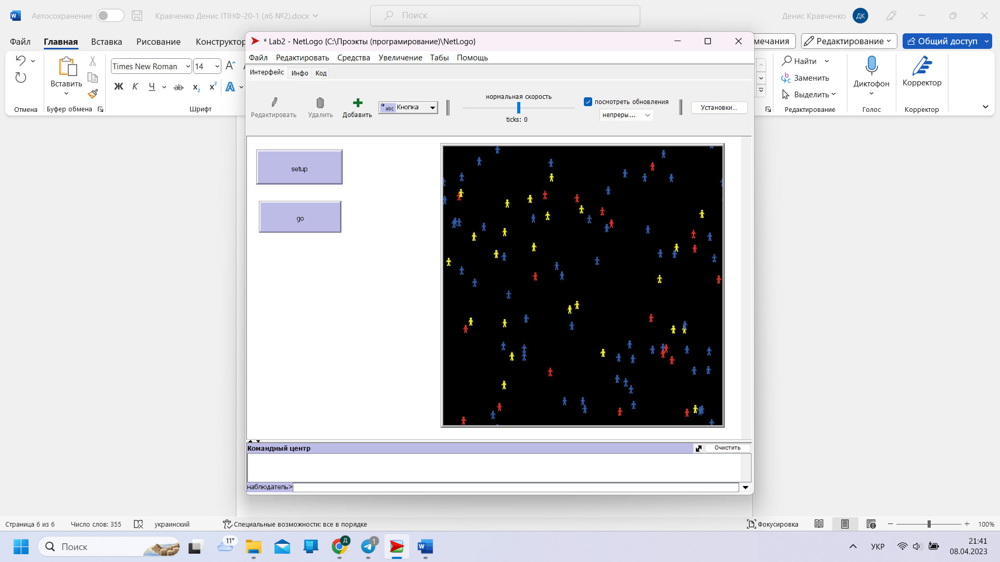 Автосохранение
Кравченко Денис ІТІНФ-20-1 (лб №2).docx
Поиск
Денис Кравченко
ДК
Файл
Главная
Вставка
Рисование
Конструктор
мечания
Редактирование
Общий доступ
Отмена
Вставить
Буфер обмена
Times New Roman
14
Ж К Ч ab x₂ x² A
Шрифт
Найти
Заменить
Выделить
Редактирование
Диктофон
Голос
Корректор
Корректор
* Lab2 - NetLogo {C:\Проэкты (програмирование)\NetLogo}
Файл Редактировать Средства Увеличение Табы Помощь
Интерфейс Инфо Код
Редактировать
Удалить
Добавить
abc Кнопка
нормальная скорость
ticks: 0
посмотреть обновления
непреры...
Установки...
setup
go
Командный центр
Очистить
наблюдатель>
Страница 6 из 6
Число слов: 355
украинский
Специальные возможности: все в порядке
Фокусировка
100%
Поиск
11°
Д
1
УКР
21:41
08.04.2023